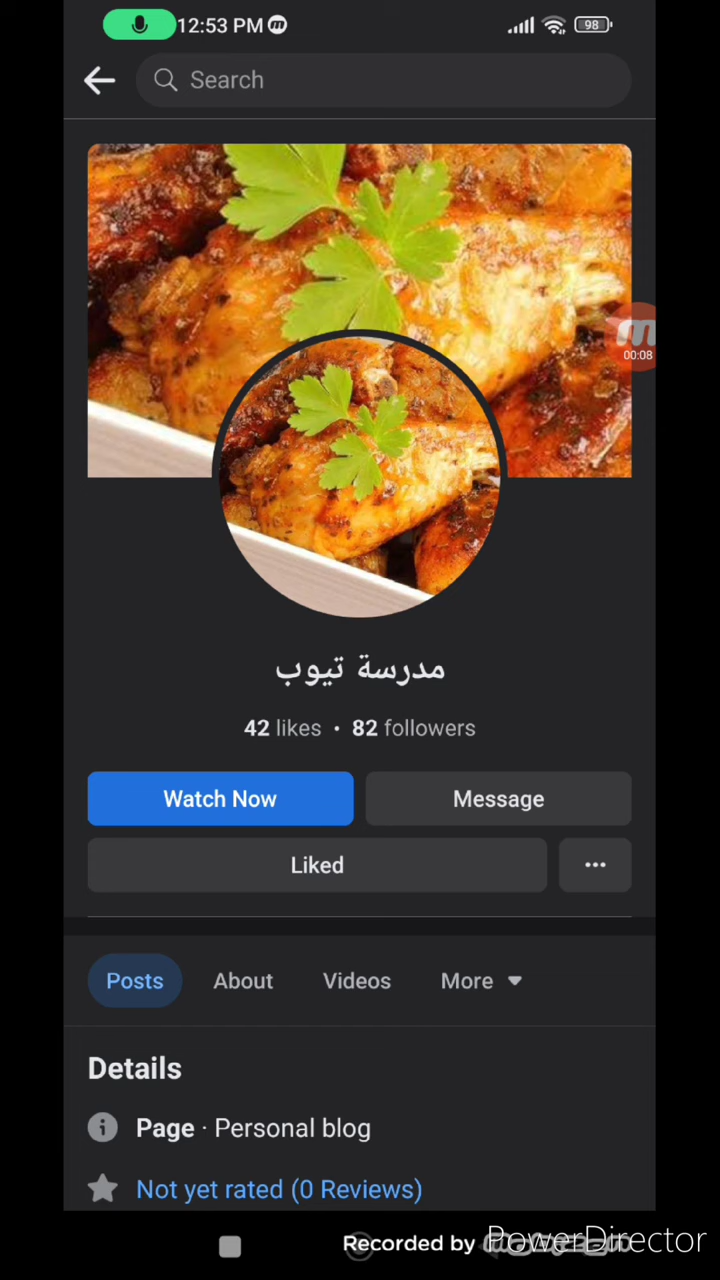 12:53 PM
98
Search
00:08
مدرسة تيوب
42 likes · 82 followers
Watch Now
Message
Liked
Posts
About
Videos
More
Details
Page · Personal blog
Not yet rated (0 Reviews)
Recorded by
PowerDirector